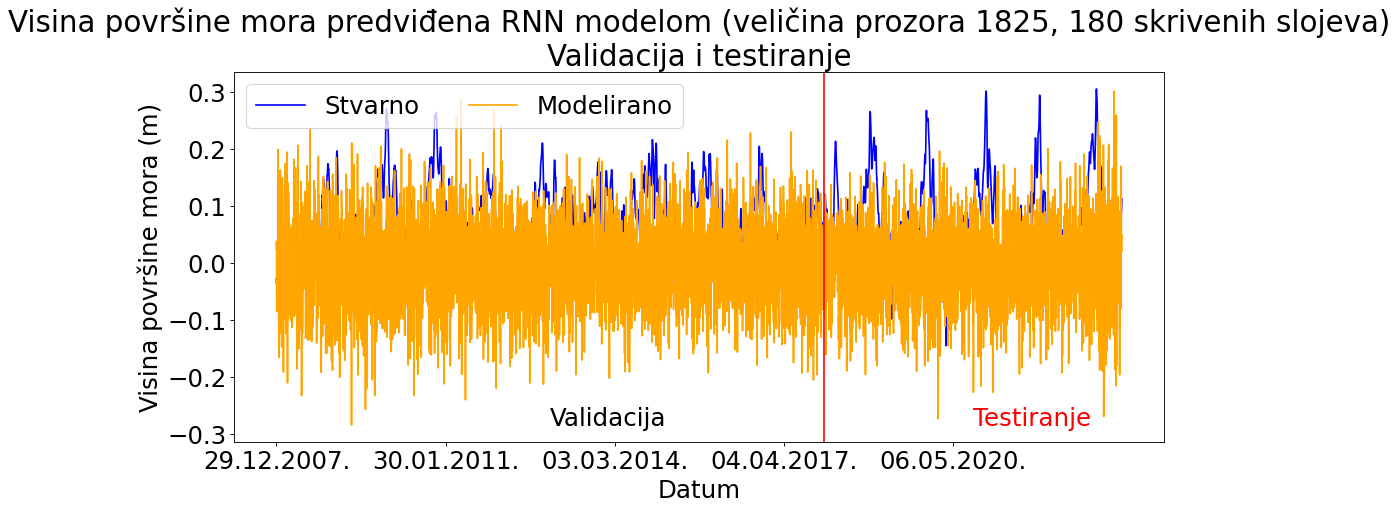 Visina površine mora predviđena RNN modelom (veličina prozora 1825, 180 skrivenih slojeva)
Validacija i testiranje
Stvarno
Modelirano
Visina površine mora (m)
0.3
0.2
0.1
0.0
−0.1
−0.2
−0.3
Validacija
Testiranje
29.12.2007.
30.01.2011.
03.03.2014.
04.04.2017.
06.05.2020.
Datum